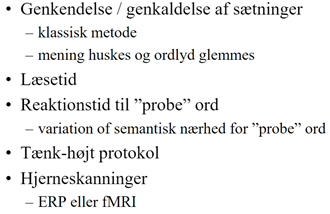 • Genkendelse / genkaldelse af sætninger
– klassisk metode
– mening huskes og ordlyd glemmes
• Læsetid
• Reaktionstid til ”probe” ord
– variation af semantisk nærhed for ”probe” ord
• Tænk-højt protokol
• Hjerneskanninger
– ERP eller fMRI